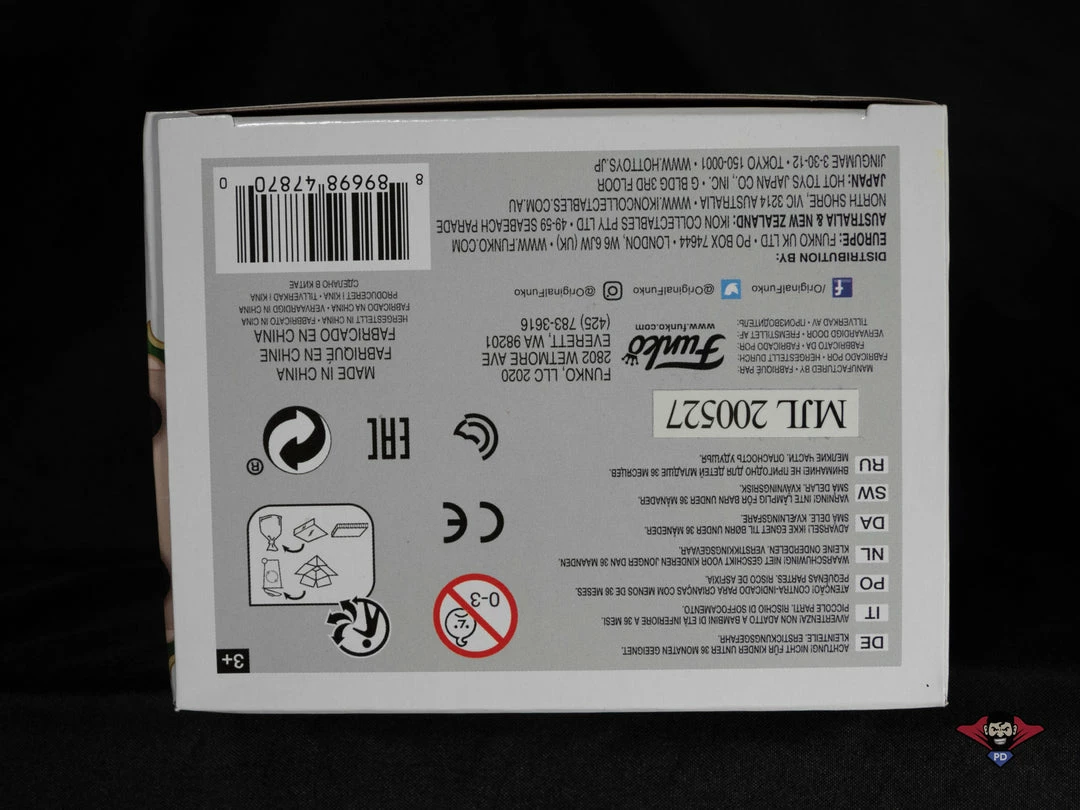 3+
DE
ACHTUNG! NICHT FÜR KINDER UNTER 36 MONATEN GEEIGNET.
KLEINTEILE. ERSTICKUNGSGEFAHR.
IT
AVVERTENZA! NON ADATTO A BAMBINI DI ETÀ INFERIORE A 36 MESI.
PICCOLE PARTI. RISCHIO DI SOFFOCAMENTO.
PO
ATENÇÃO! CONTRA-INDICADO PARA CRIANÇAS COM MENOS DE 36 MESES.
PEQUENAS PARTES. RISCO DE ASFIXIA.
NL
WAARSCHUWING! NIET GESCHIKT VOOR KINDEREN JONGER DAN 36 MAANDEN.
KLEINE ONDERDELEN. VERSTIKKINGSGEVAAR.
DA
ADVARSEL! IKKE EGNET TIL BØRN UNDER 36 MÅNEDER.
SMÅ DELE. KVÆLNINGSFARE.
SW
VARNING! INTE LÄMPLIG FÖR BARN UNDER 36 MÅNADER.
SMÅ DELAR. KVÄVNINGSRISK.
RU
ВНИМАНИЕ! НЕ ПРИГОДНО ДЛЯ ДЕТЕЙ МЛАДШЕ 36 МЕСЯЦЕВ.
МЕЛКИЕ ЧАСТИ. ОПАСНОСТЬ УДУШЬЯ.
0-3
CE
EAC
®
MJL 200527
MANUFACTURED BY • FABRIQUÉ PAR:
FABRICADO POR • HERGESTELLT DURCH:
FABBRICATO DA • FABRICADO POR:
VERVAARDIGD DOOR • FREMSTILLET AF:
TILLVERKAD AV • ПРОИЗВОДИТЕЛЬ:
Funko
www.funko.com
FUNKO, LLC 2020
2802 WETMORE AVE
EVERETT, WA 98201
(425) 783-3616
MADE IN CHINA
FABRIQUÉ EN CHINE
FABRICADO EN CHINA
HERGESTELLT IN CHINA • FABBRICATO IN CINA
FABRICADO NA CHINA • VERVAARDIGD IN CHINA
PRODUCERET I KINA • TILLVERKAD I KINA
СДЕЛАНО В КИТАЕ
/OriginalFunko
@OriginalFunko
@OriginalFunko
DISTRIBUTION BY:
EUROPE: FUNKO UK LTD • PO BOX 74644 • LONDON, W6 6JW (UK) • WWW.FUNKO.COM
AUSTRALIA & NEW ZEALAND: IKON COLLECTABLES PTY LTD • 49-59 SEABEACH PARADE
NORTH SHORE, VIC 3214 AUSTRALIA • WWW.IKONCOLLECTABLES.COM.AU
JAPAN: HOT TOYS JAPAN CO., INC. • G BLDG 3RD FLOOR
JINGUMAE 3-30-12 • TOKYO 150-0001 • WWW.HOTTOYS.JP
8 89698 47870 0
PD